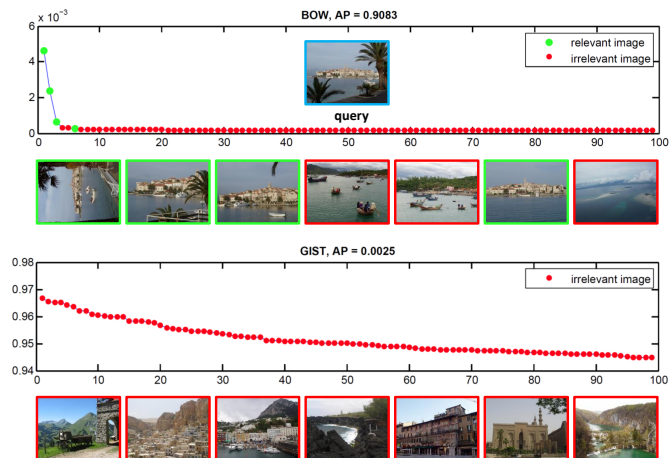 BOW, AP = 0.9083
6 × 10⁻³
4
2
0
relevant image
irrelevant image
query
0 10 20 30 40 50 60 70 80 90 100
GIST, AP = 0.0025
0.98
0.97
0.96
0.95
0.94
irrelevant image
0 10 20 30 40 50 60 70 80 90 100